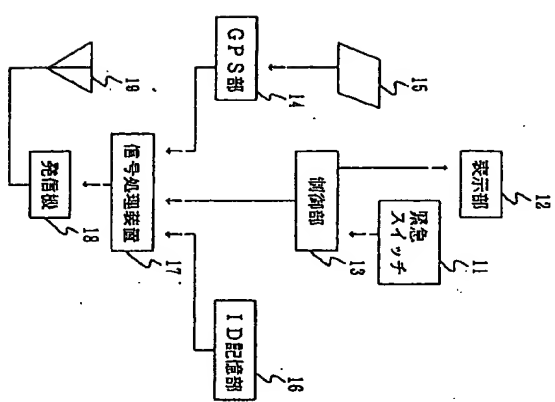 表示部
12
緊急
スイッチ
11
制御部
13
15
GPS部
14
ID記憶部
16
信号処理装置
17
発信機
18
19